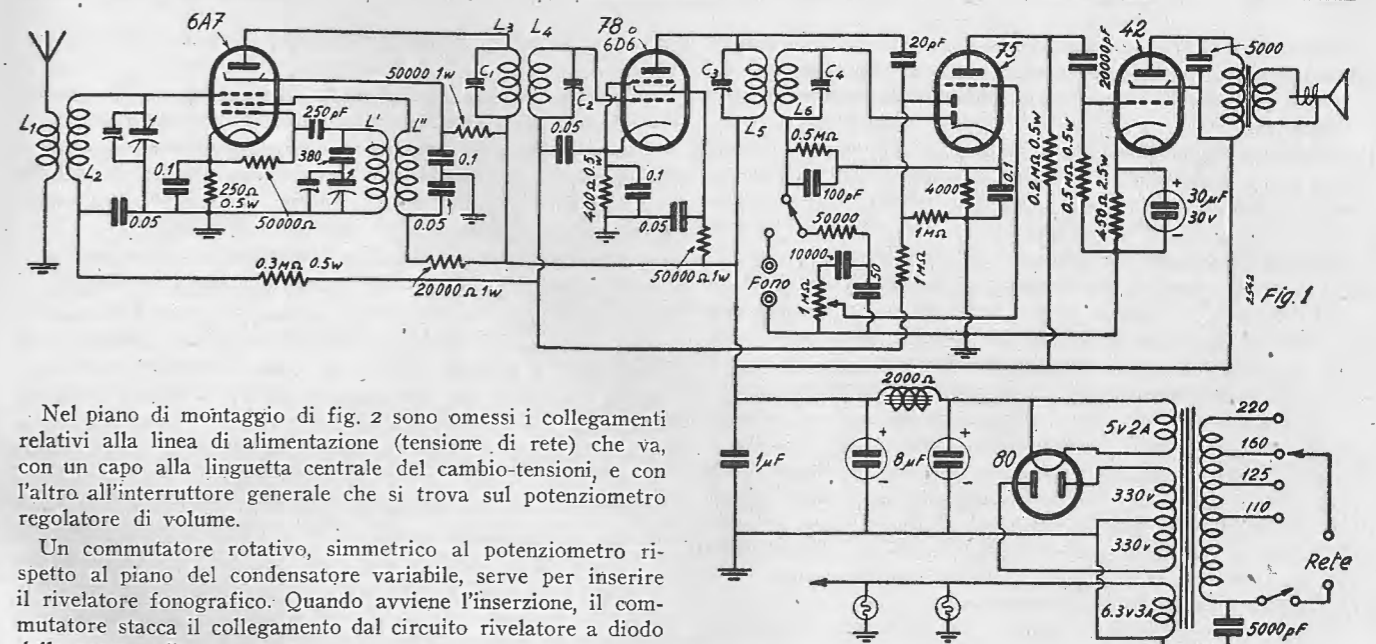 6A7
L3
L4
78 o
6D6
20pF
75
20000pF
42
5000
50000 1w
C1
C2
C3
C4
L1
L2
250pF
L'
L"
380
0.1
250Ω
0.5w
50000Ω
0.05
0.1
0.05
0.05
400Ω 0.5w
0.1
0.05
L5
L6
0.5MΩ
100pF
50000
10000
50
1MΩ
Fono
4000
0.1
1MΩ
1MΩ
0.2MΩ 0.5w
0.5MΩ 0.5w
450Ω 2.5w
30µF
30v
0.3MΩ 0.5w
20000Ω 1w
50000Ω 1w
2542
Fig.1
Nel piano di montaggio di fig. 2 sono omessi i collegamenti
relativi alla linea di alimentazione (tensione di rete) che va,
con un capo alla linguetta centrale del cambio-tensioni, e con
l'altro all'interruttore generale che si trova sul potenziometro
regolatore di volume.
Un commutatore rotativo, simmetrico al potenziometro ri-
spetto al piano del condensatore variabile, serve per inserire
il rivelatore fonografico. Quando avviene l'inserzione, il com-
mutatore stacca il collegamento dal circuito rivelatore a diodo
2000Ω
1µF
8µF
80
5v2A
330v
330v
6.3v3A
220
160
125
110
Rete
5000pF